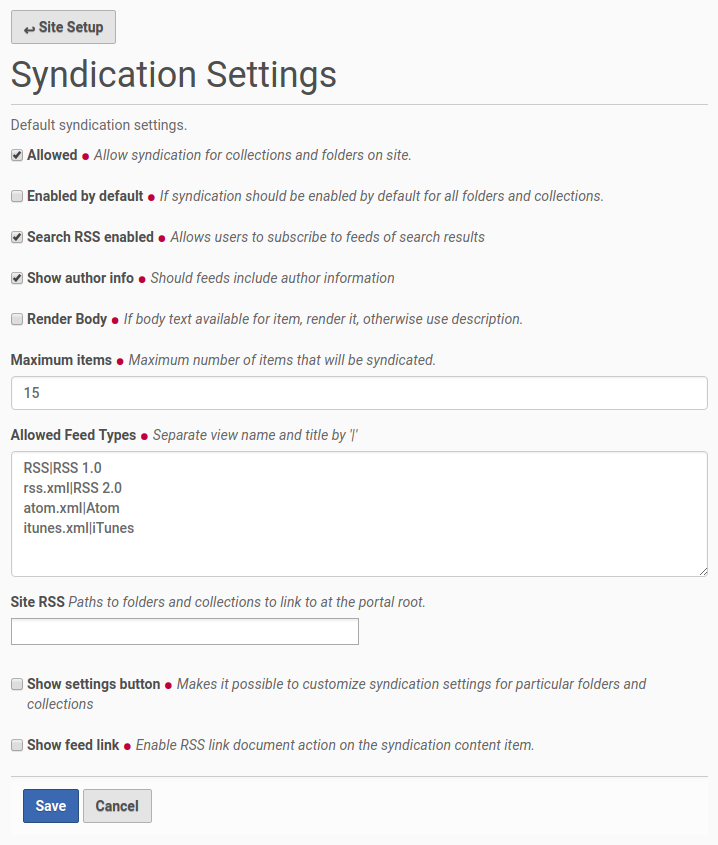 ↩ Site Setup
Syndication Settings
Default syndication settings.
Allowed ● Allow syndication for collections and folders on site.
Enabled by default ● If syndication should be enabled by default for all folders and collections.
Search RSS enabled ● Allows users to subscribe to feeds of search results
Show author info ● Should feeds include author information
Render Body ● If body text available for item, render it, otherwise use description.
Maximum items ● Maximum number of items that will be syndicated.
15
Allowed Feed Types ● Separate view name and title by '|'
RSS|RSS 1.0
rss.xml|RSS 2.0
atom.xml|Atom
itunes.xml|iTunes
Site RSS Paths to folders and collections to link to at the portal root.
Show settings button ● Makes it possible to customize syndication settings for particular folders and
collections
Show feed link ● Enable RSS link document action on the syndication content item.
Save Cancel